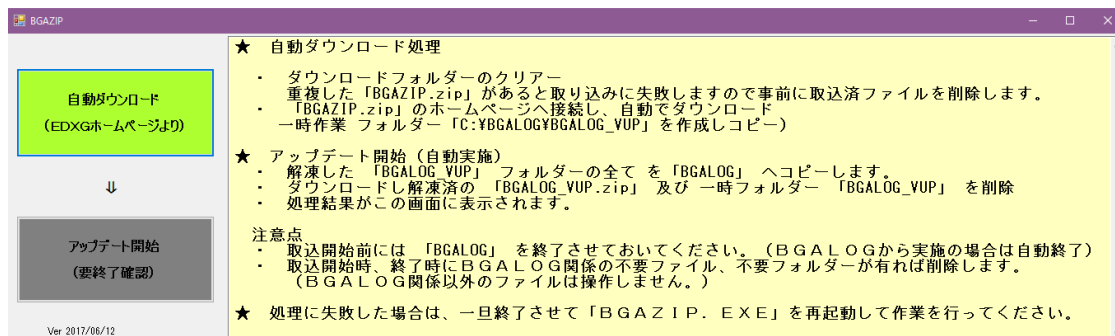 BGAZIP
自動ダウンロード
（EDXGホームページより）
⇓
アップデート開始
（要終了確認）
Ver 2017/06/12
★ 自動ダウンロード処理
・ ダウンロードフォルダーのクリアー
重複した「BGAZIP.zip」があると取り込みに失敗しますので事前に取込済ファイルを削除します。
・ 「BGAZIP.zip」のホームページへ接続し、自動でダウンロード
一時作業 フォルダー「C:¥BGALOG¥BGALOG_VUP」を作成しコピー）
★ アップデート開始（自動実施）
・ 解凍した 「BGALOG_VUP」 フォルダーの全て を「BGALOG」 へコピーします。
・ ダウンロードし解凍済の 「BGALOG_VUP.zip」 及び 一時フォルダー 「BGALOG_VUP」 を削除
・ 処理結果がこの画面に表示されます。
注意点
・ 取込開始前には 「BGALOG」 を終了させておいてください。（ＢＧＡＬＯＧから実施の場合は自動終了）
・ 取込開始時、終了時にＢＧＡＬＯＧ関係の不要ファイル、不要フォルダーが有れば削除します。
（ＢＧＡＬＯＧ関係以外のファイルは操作しません。）
★ 処理に失敗した場合は、一旦終了させて「ＢＧＡＺＩＰ．ＥＸＥ」を再起動して作業を行ってください。